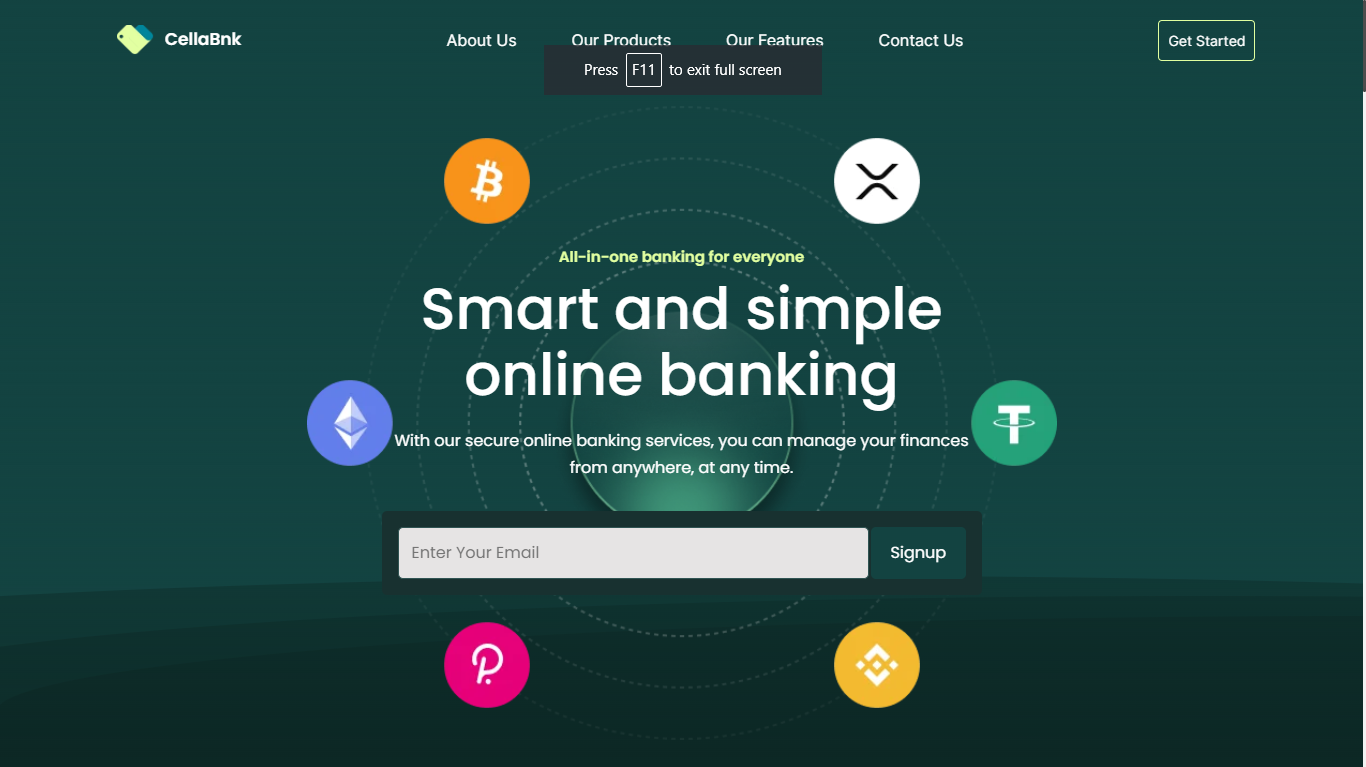 CellaBnk
About Us
Our Products
Our Features
Contact Us
Get Started
Press F11 to exit full screen
All-in-one banking for everyone
Smart and simple
online banking
With our secure online banking services, you can manage your finances
from anywhere, at any time.
Enter Your Email
Signup